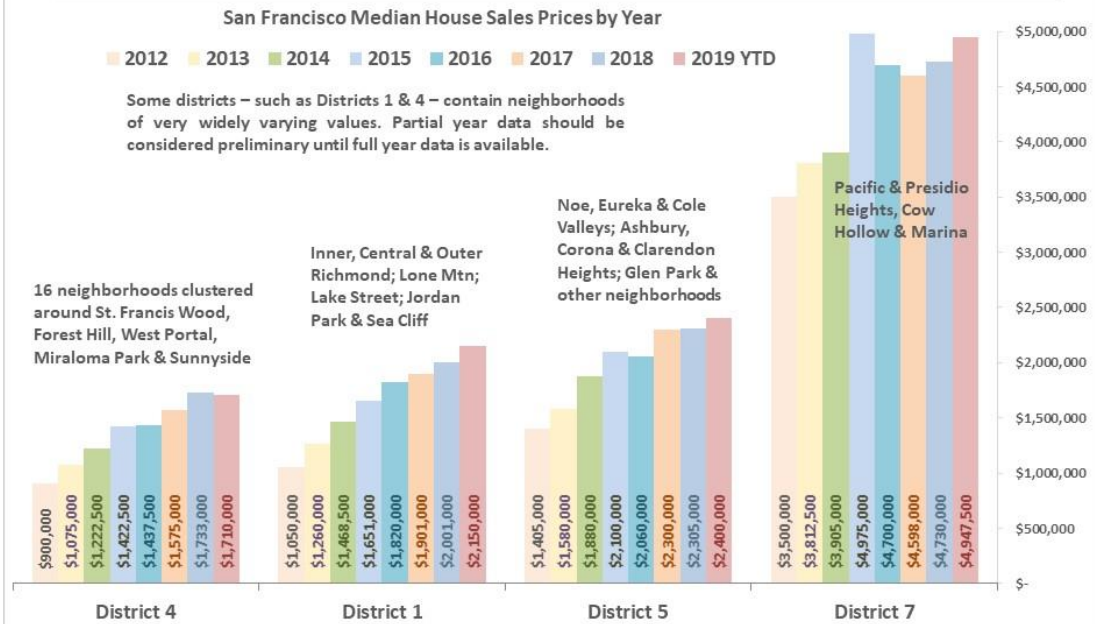 San Francisco Median House Sales Prices by Year
2012 2013 2014 2015 2016 2017 2018 2019 YTD
Some districts – such as Districts 1 & 4 – contain neighborhoods
of very widely varying values. Partial year data should be
considered preliminary until full year data is available.
16 neighborhoods clustered
around St. Francis Wood,
Forest Hill, West Portal,
Miraloma Park & Sunnyside
Inner, Central & Outer
Richmond; Lone Mtn;
Lake Street; Jordan
Park & Sea Cliff
Noe, Eureka & Cole
Valleys; Ashbury,
Corona & Clarendon
Heights; Glen Park &
other neighborhoods
Pacific & Presidio
Heights, Cow
Hollow & Marina
$5,000,000
$4,500,000
$4,000,000
$3,500,000
$3,000,000
$2,500,000
$2,000,000
$1,500,000
$1,000,000
$500,000
$-
$900,000
$1,075,000
$1,222,500
$1,422,500
$1,437,500
$1,575,000
$1,733,000
$1,710,000
$1,050,000
$1,260,000
$1,468,500
$1,651,000
$1,820,000
$1,901,000
$2,001,000
$2,150,000
$1,405,000
$1,580,000
$1,880,000
$2,100,000
$2,060,000
$2,300,000
$2,305,000
$2,400,000
$3,500,000
$3,812,500
$3,905,000
$4,975,000
$4,700,000
$4,598,000
$4,730,000
$4,947,500
District 4
District 1
District 5
District 7